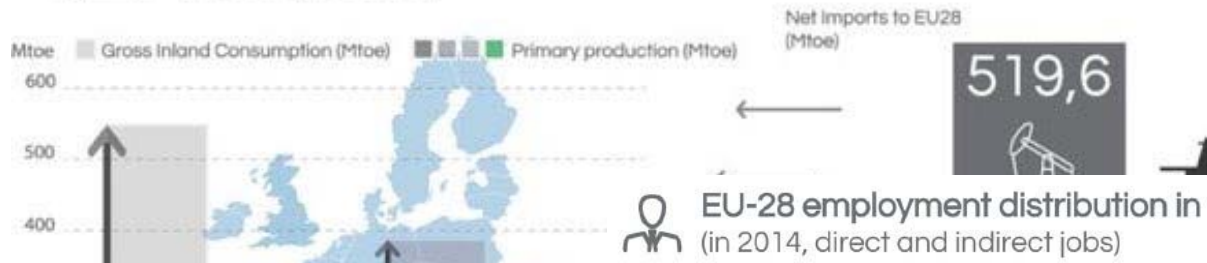 Net Imports to EU28
(Mtoe)
Mtoe
Gross Inland Consumption (Mtoe)
Primary production (Mtoe)
519,6
600
500
400
EU-28 employment distribution in
(in 2014, direct and indirect jobs)